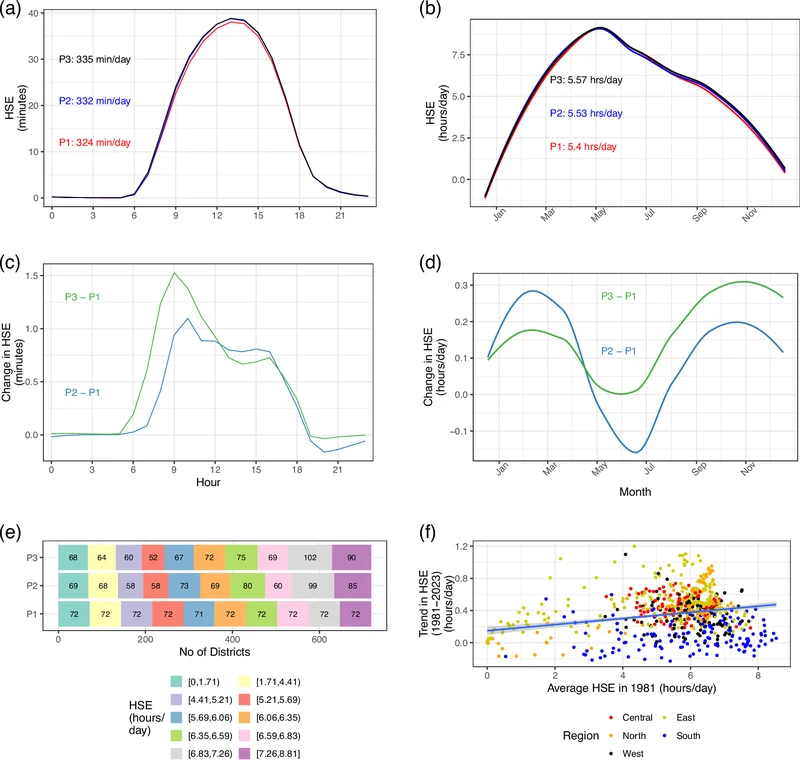 (a)
40
30
20
10
0
HSE
(minutes)
P3: 335 min/day
P2: 332 min/day
P1: 324 min/day
0 3 6 9 12 15 18 21
(b)
7.5
5.0
2.5
0.0
HSE
(hours/day)
P3: 5.57 hrs/day
P2: 5.53 hrs/day
P1: 5.4 hrs/day
Jan Mar May Jul Sep Nov
(c)
1.5
1.0
0.5
0.0
Change in HSE
(minutes)
P3 − P1
P2 − P1
0 3 6 9 12 15 18 21
Hour
(d)
0.3
0.2
0.1
0.0
−0.1
Change in HSE
(hours/day)
P3 − P1
P2 − P1
Jan Mar May Jul Sep Nov
Month
(e)
P3 68 64 60 52 67 72 75 69 102 90
P2 69 68 58 58 73 69 80 60 99 85
P1 72 72 72 72 71 72 72 72 72 72
0 200 400 600
No of Districts
HSE
(hours/
day)
[0,1.71) [1.71,4.41)
[4.41,5.21) [5.21,5.69)
[5.69,6.06) [6.06,6.35)
[6.35,6.59) [6.59,6.83)
[6.83,7.26) [7.26,8.81]
(f)
1.2
0.8
0.4
0.0
Trend in HSE
(1981−2023)
(hours/day)
0 2 4 6 8
Average HSE in 1981 (hours/day)
Region
Central East
North South
West